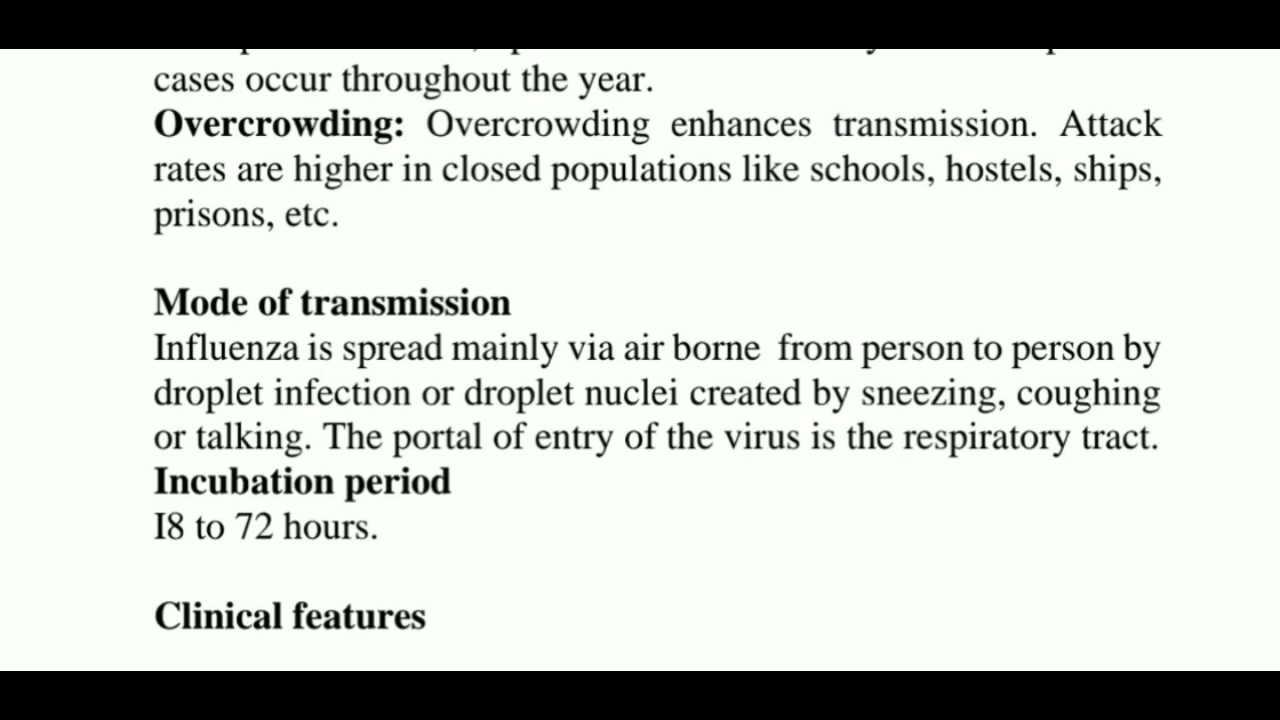 cases occur throughout the year.
Overcrowding: Overcrowding enhances transmission. Attack
rates are higher in closed populations like schools, hostels, ships,
prisons, etc.
Mode of transmission
Influenza is spread mainly via air borne from person to person by
droplet infection or droplet nuclei created by sneezing, coughing
or talking. The portal of entry of the virus is the respiratory tract.
Incubation period
I8 to 72 hours.
Clinical features